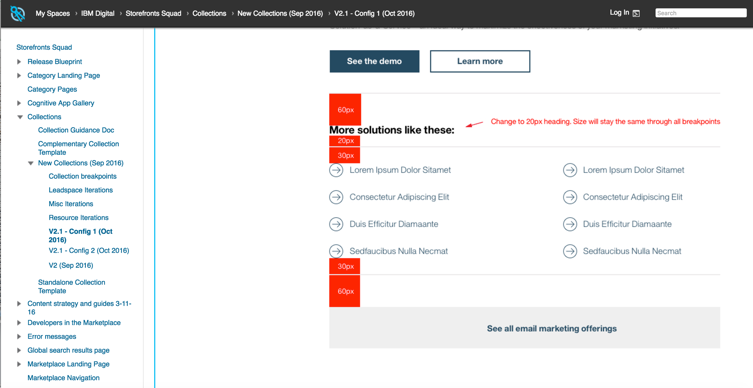 My Spaces › IBM Digital › Storefronts Squad › Collections › New Collections (Sep 2016) › V2.1 - Config 1 (Oct 2016)
Log In
Search
Storefronts Squad
Release Blueprint
Category Landing Page
Category Pages
Cognitive App Gallery
Collections
Collection Guidance Doc
Complementary Collection
Template
New Collections (Sep 2016)
Collection breakpoints
Leadspace Iterations
Misc Iterations
Resource Iterations
V2.1 - Config 1 (Oct
2016)
V2.1 - Config 2 (Oct 2016)
V2 (Sep 2016)
Standalone Collection
Template
Content strategy and guides 3-11-
16
Developers in the Marketplace
Error messages
Global search results page
Marketplace Landing Page
Marketplace Navigation
See the demo
Learn more
60px
More solutions like these:
Change to 20px heading. Size will stay the same through all breakpoints
20px
30px
Lorem Ipsum Dolor Sitamet
Lorem Ipsum Dolor Sitamet
Consectetur Adipiscing Elit
Consectetur Adipiscing Elit
Duis Efficitur Diamaante
Duis Efficitur Diamaante
Sedfaucibus Nulla Necmat
Sedfaucibus Nulla Necmat
30px
60px
See all email marketing offerings